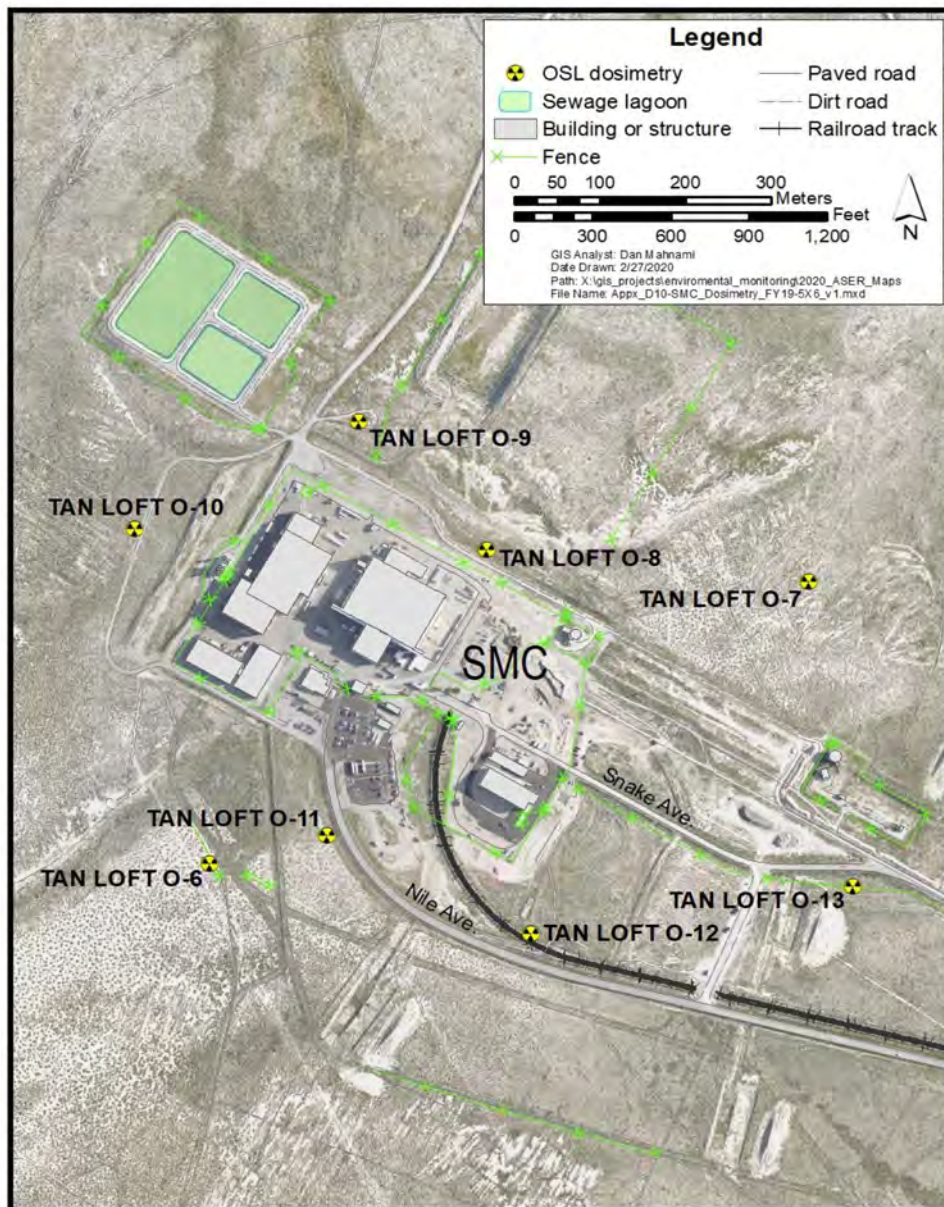 Legend
OSL dosimetry
Paved road
Sewage lagoon
Dirt road
Building or structure
Railroad track
Fence
0 50 100 200 300
Meters
Feet
0 300 600 900 1,200
N
GIS Analyst: Dan Mahnami
Date Drawn: 2/27/2020
Path: X:\gis_projects\enviromental_monitoring\2020_ASER_Maps
File Name: Appx_D10-SMC_Dosimetry_FY19-5X6_v1.mxd
TAN LOFT O-9
TAN LOFT O-10
TAN LOFT O-8
TAN LOFT O-7
SMC
Snake Ave.
TAN LOFT O-11
TAN LOFT O-6
TAN LOFT O-13
Nile Ave.
TAN LOFT O-12